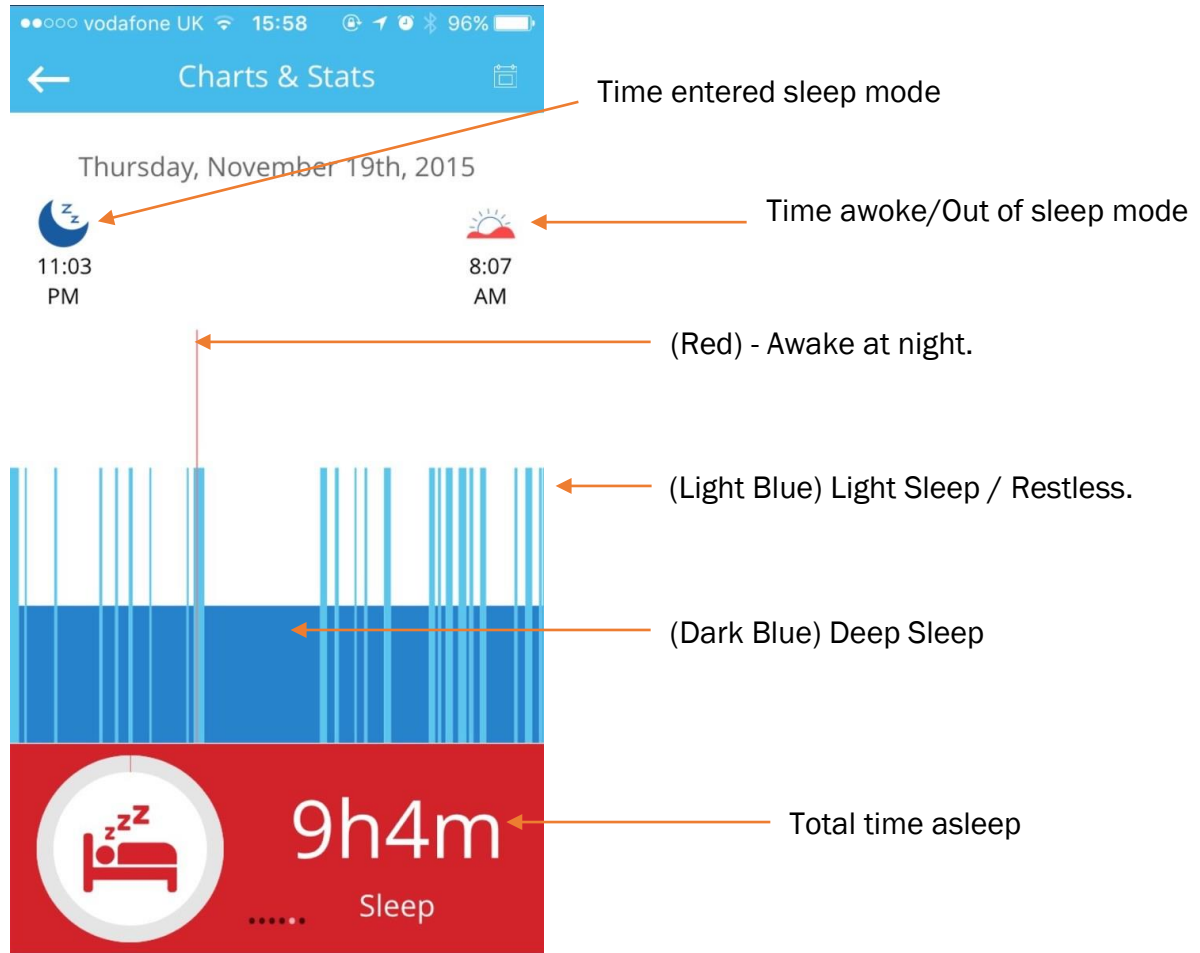 vodafone UK 15:58 96%
Charts & Stats
Time entered sleep mode
Thursday, November 19th, 2015
Time awoke/Out of sleep mode
zz
11:03
PM
8:07
AM
(Red) - Awake at night.
(Light Blue) Light Sleep / Restless.
(Dark Blue) Deep Sleep
zzZ
9h4m
Total time asleep
Sleep